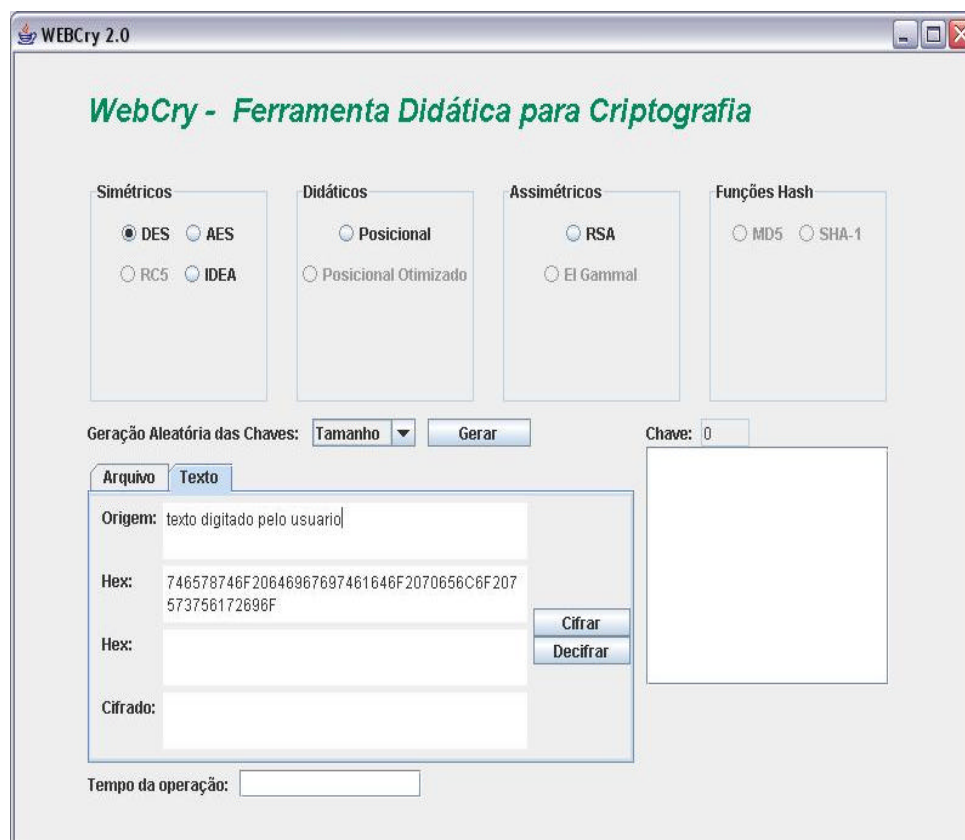 WEBCry 2.0
WebCry - Ferramenta Didática para Criptografia
Simétricos
DES AES
RC5 IDEA
Didáticos
Posicional
Posicional Otimizado
Assimétricos
RSA
El Gammal
Funções Hash
MD5 SHA-1
Geração Aleatória das Chaves: Tamanho Gerar
Chave: 0
Arquivo Texto
Origem: texto digitado pelo usuario
Hex: 746578746F20646967697461646F2070656C6F207
573756172696F
Hex:
Cifrar
Decifrar
Cifrado:
Tempo da operação: